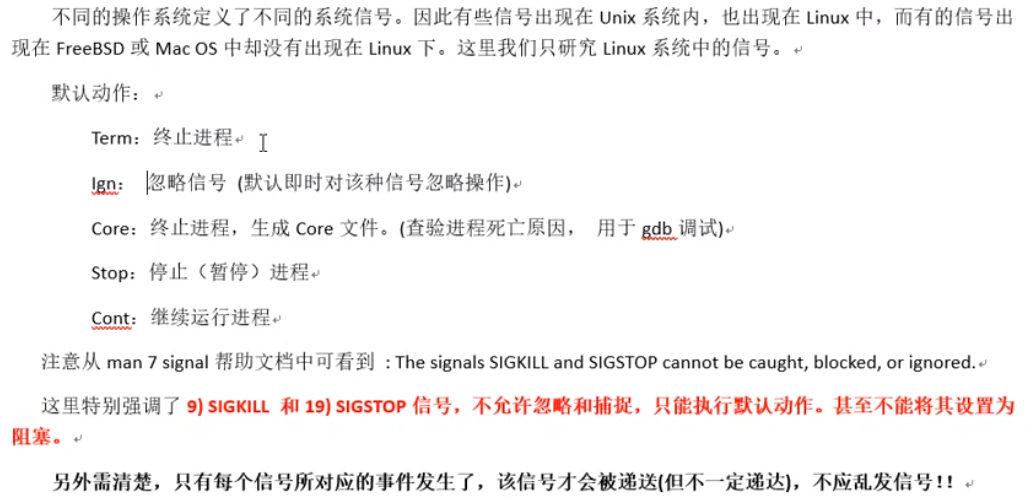 不同的操作系统定义了不同的系统信号。因此有些信号出现在 Unix 系统内，也出现在 Linux 中，而有的信号出
现在 FreeBSD 或 Mac OS 中却没有出现在 Linux 下。这里我们只研究 Linux 系统中的信号。
默认动作：
Term：终止进程
Ign： 忽略信号 (默认即时对该种信号忽略操作)
Core：终止进程，生成 Core 文件。(查验进程死亡原因， 用于 gdb 调试)
Stop：停止（暂停）进程
Cont：继续运行进程
注意从 man 7 signal 帮助文档中可看到 : The signals SIGKILL and SIGSTOP cannot be caught, blocked, or ignored.
这里特别强调了 9) SIGKILL 和 19) SIGSTOP 信号，不允许忽略和捕捉，只能执行默认动作。甚至不能将其设置为
阻塞。
另外需清楚，只有每个信号所对应的事件发生了，该信号才会被递送(但不一定递达)，不应乱发信号!!